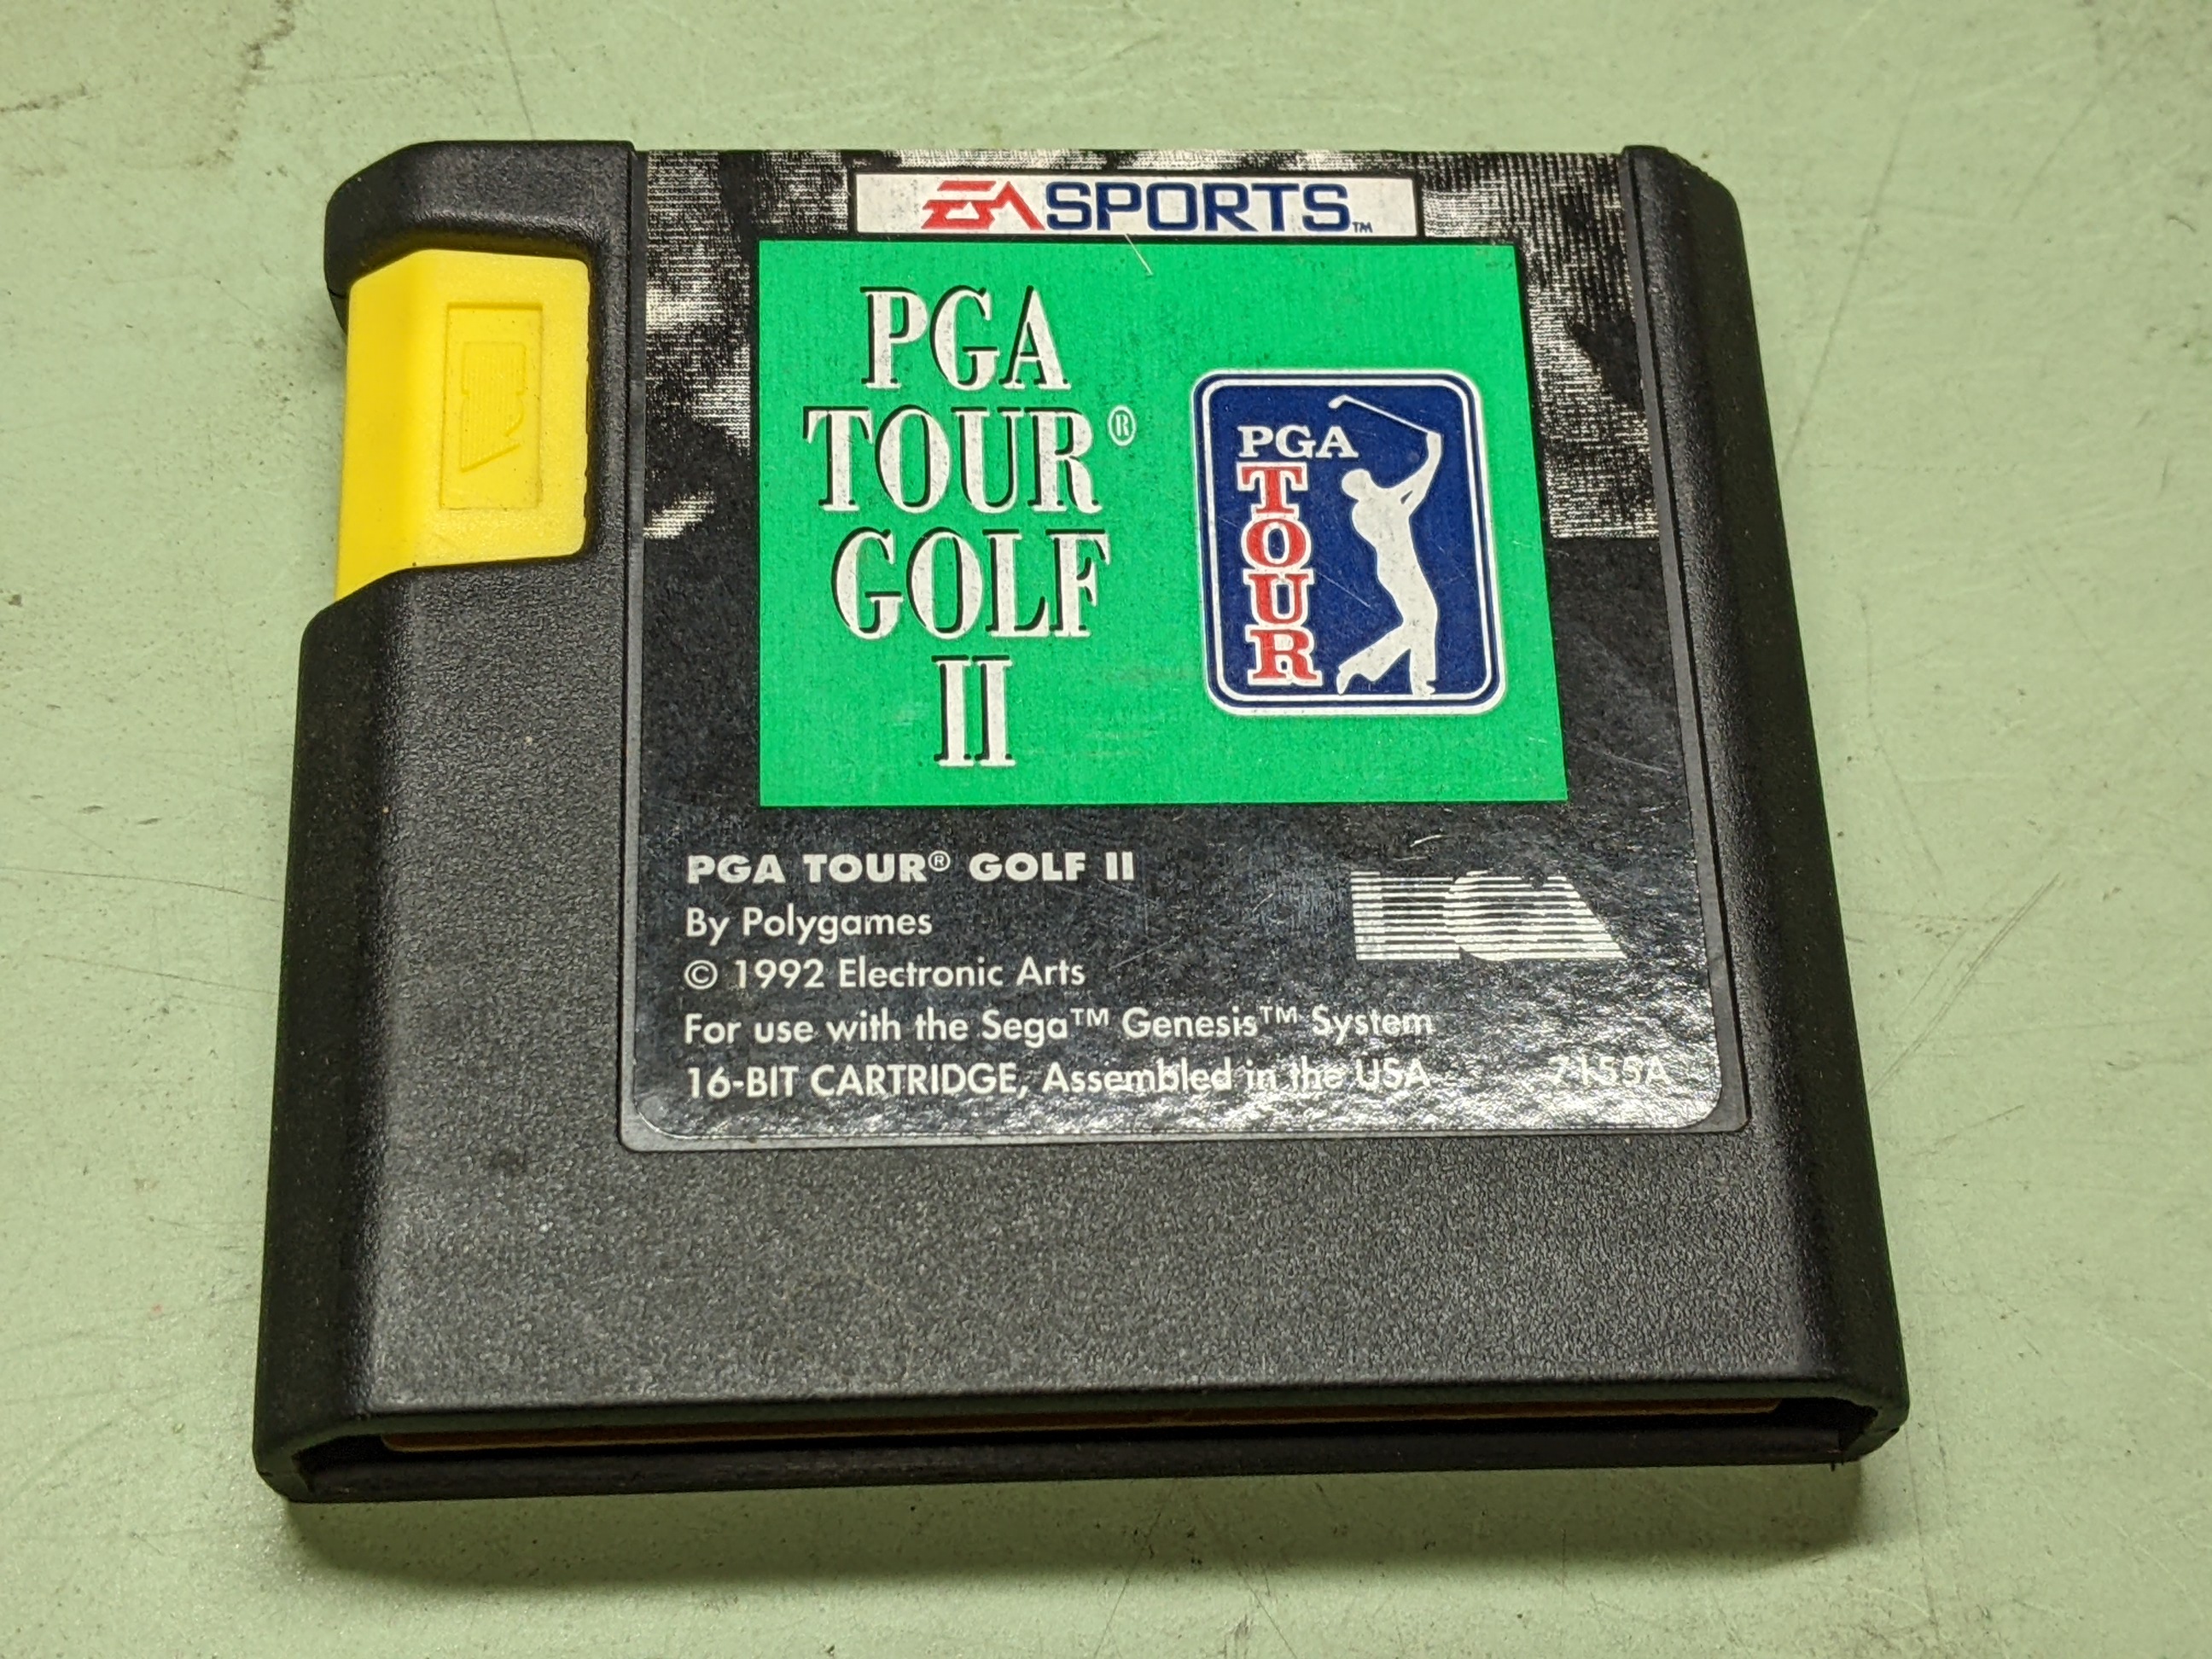 EA SPORTS™
PGA
TOUR®
GOLF
II
PGA
TOUR
PGA TOUR® GOLF II
By Polygames
© 1992 Electronic Arts
EA
For use with the Sega™ Genesis™ System
16-BIT CARTRIDGE, Assembled in the USA 7155A